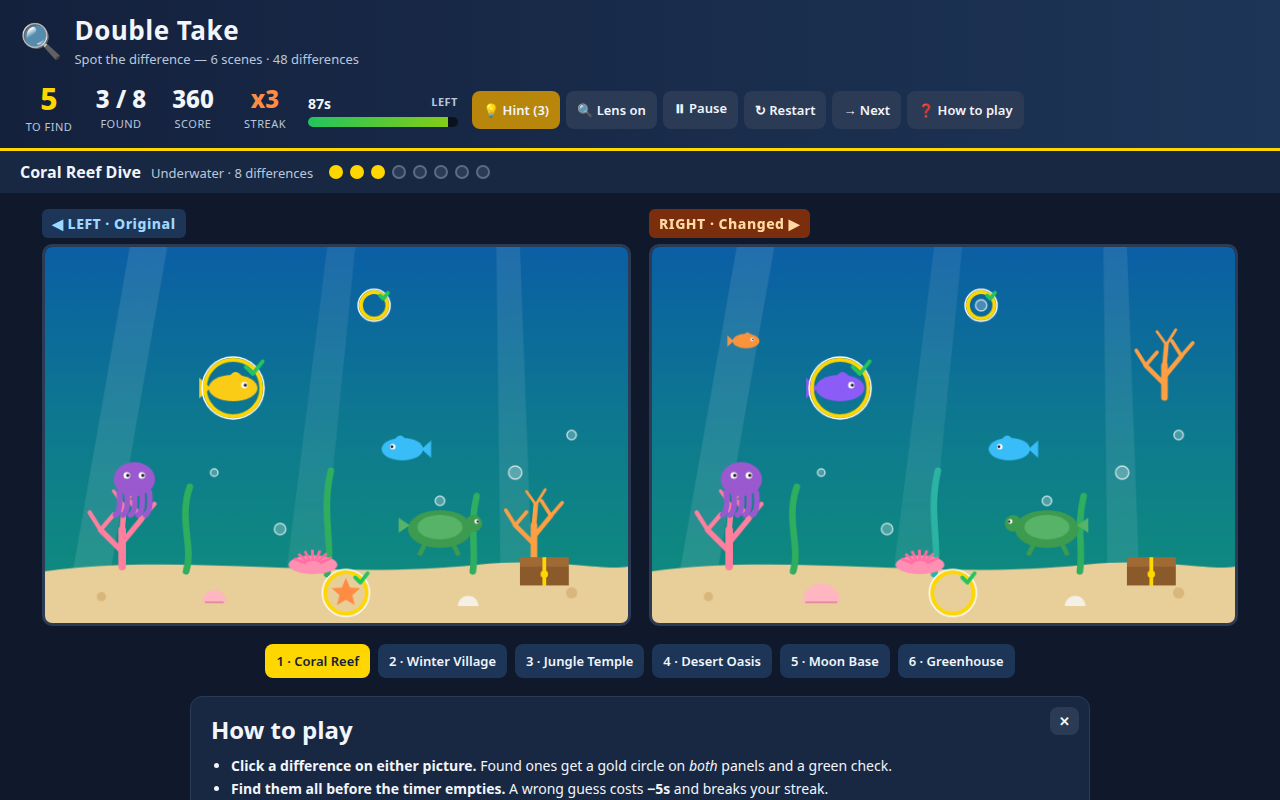 Double Take
Spot the difference — 6 scenes · 48 differences
5
TO FIND
3 / 8
FOUND
360
SCORE
x3
STREAK
87s
LEFT
💡 Hint (3)
🔍 Lens on
⏸ Pause
↻ Restart
→ Next
❓ How to play
Coral Reef Dive Underwater · 8 differences
◀ LEFT · Original
RIGHT · Changed ▶
1 · Coral Reef
2 · Winter Village
3 · Jungle Temple
4 · Desert Oasis
5 · Moon Base
6 · Greenhouse
How to play
×
• Click a difference on either picture. Found ones get a gold circle on both panels and a green check.
• Find them all before the timer empties. A wrong guess costs −5s and breaks your streak.